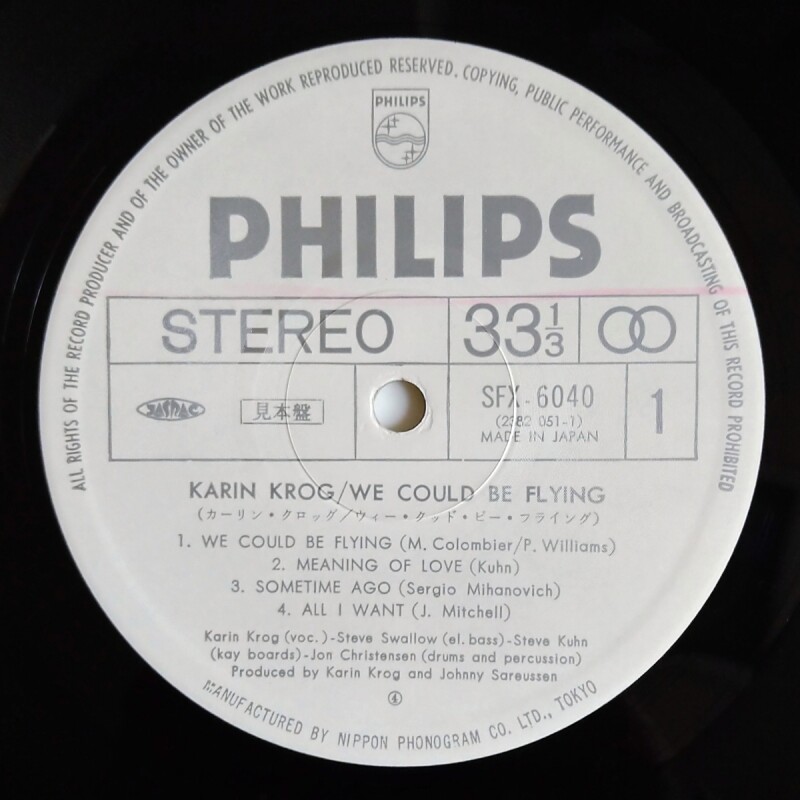 ALL RIGHTS OF THE RECORD PRODUCER AND OF THE OWNER OF THE WORK REPRODUCED RESERVED. COPYING, PUBLIC PERFORMANCE AND BROADCASTING OF THIS RECORD PROHIBITED
PHILIPS
PHILIPS
STEREO 33 1/3
JASRAC 見本盤 SFX-6040 1
(2382 051-1)
MADE IN JAPAN
KARIN KROG/WE COULD BE FLYING
(カーリン・クロッグ/ウィー・クッド・ビー・フライング)
1. WE COULD BE FLYING (M. Colombier/P. Williams)
2. MEANING OF LOVE (Kuhn)
3. SOMETIME AGO (Sergio Mihanovich)
4. ALL I WANT (J. Mitchell)
Karin Krog (voc.)-Steve Swallow (el. bass)-Steve Kuhn
(kay boards)-Jon Christensen (drums and percussion)
Produced by Karin Krog and Johnny Sareussen
④
MANUFACTURED BY NIPPON PHONOGRAM CO. LTD., TOKYO